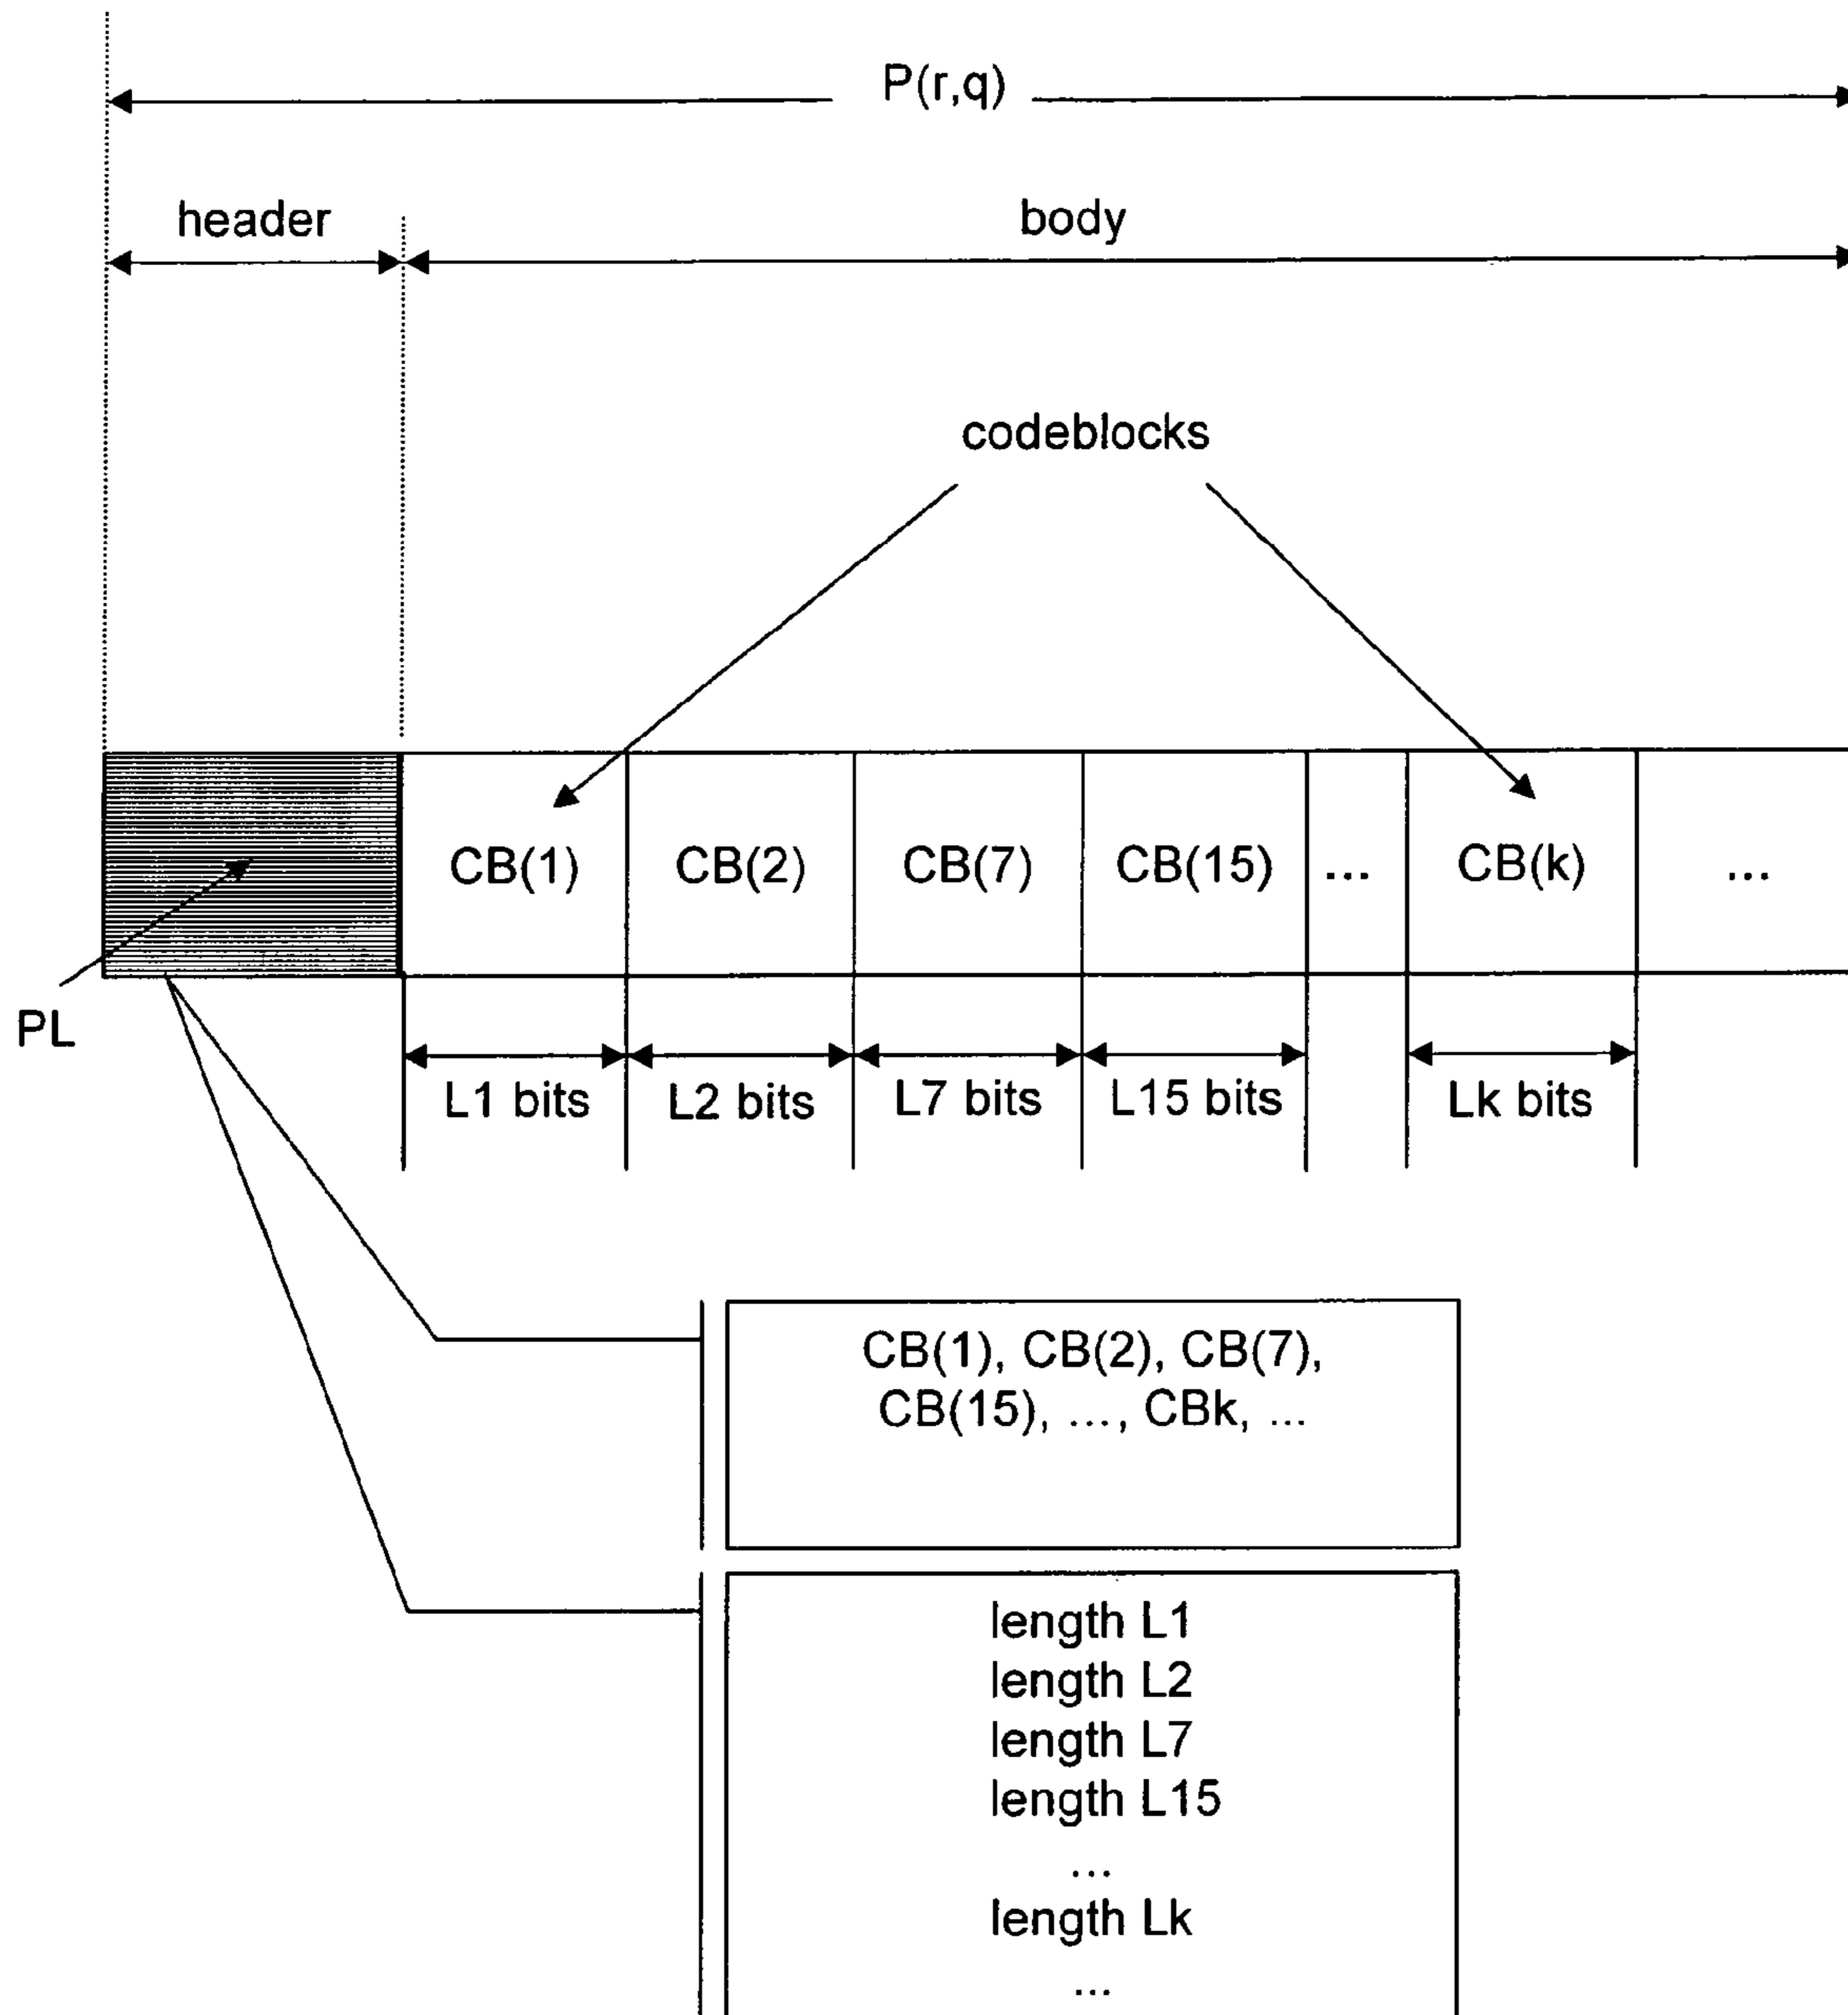 P(r,q)
header
body
codeblocks
CB(1)
CB(2)
CB(7)
CB(15)
...
CB(k)
...
PL
L1 bits
L2 bits
L7 bits
L15 bits
Lk bits
CB(1), CB(2), CB(7),
CB(15), ..., CBk, ...
length L1
length L2
length L7
length L15
...
length Lk
...